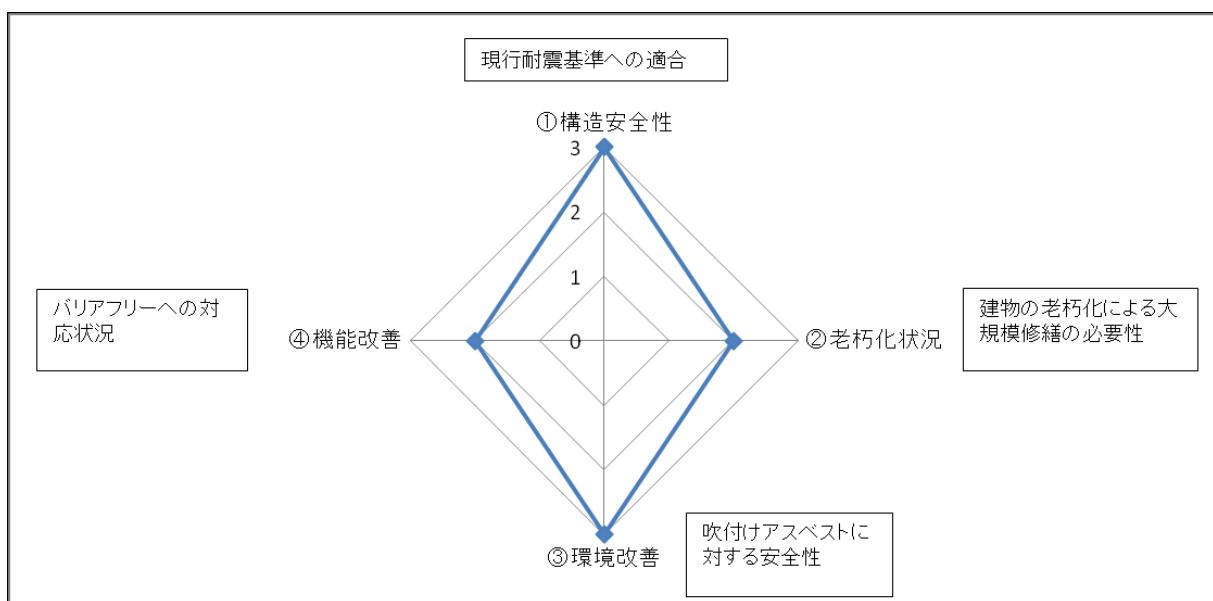 現行耐震基準への適合
①構造安全性
3
2
1
0
バリアフリーへの対
応状況
④機能改善
②老朽化状況
建物の老朽化による大
規模修繕の必要性
③環境改善
吹付けアスベストに
対する安全性